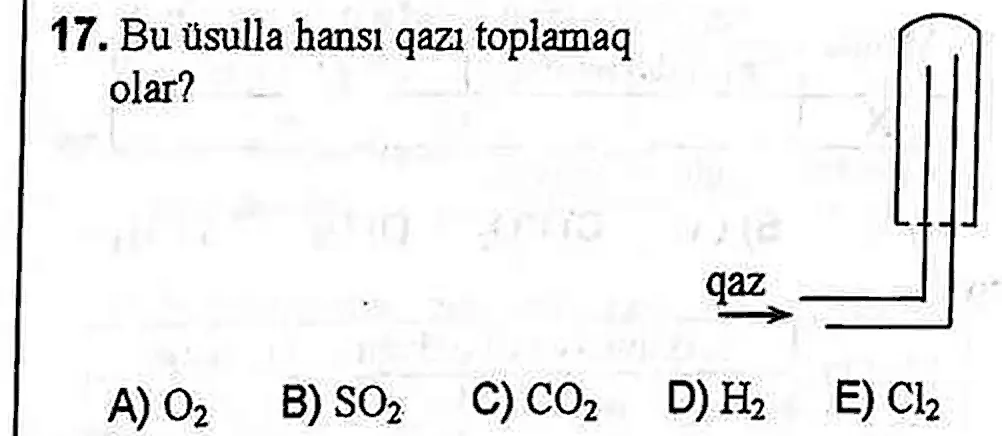 17. Bu üsulla hansı qazı toplamaq
olar?
qaz
A) O₂ B) SO₂ C) CO₂ D) H₂ E) Cl₂